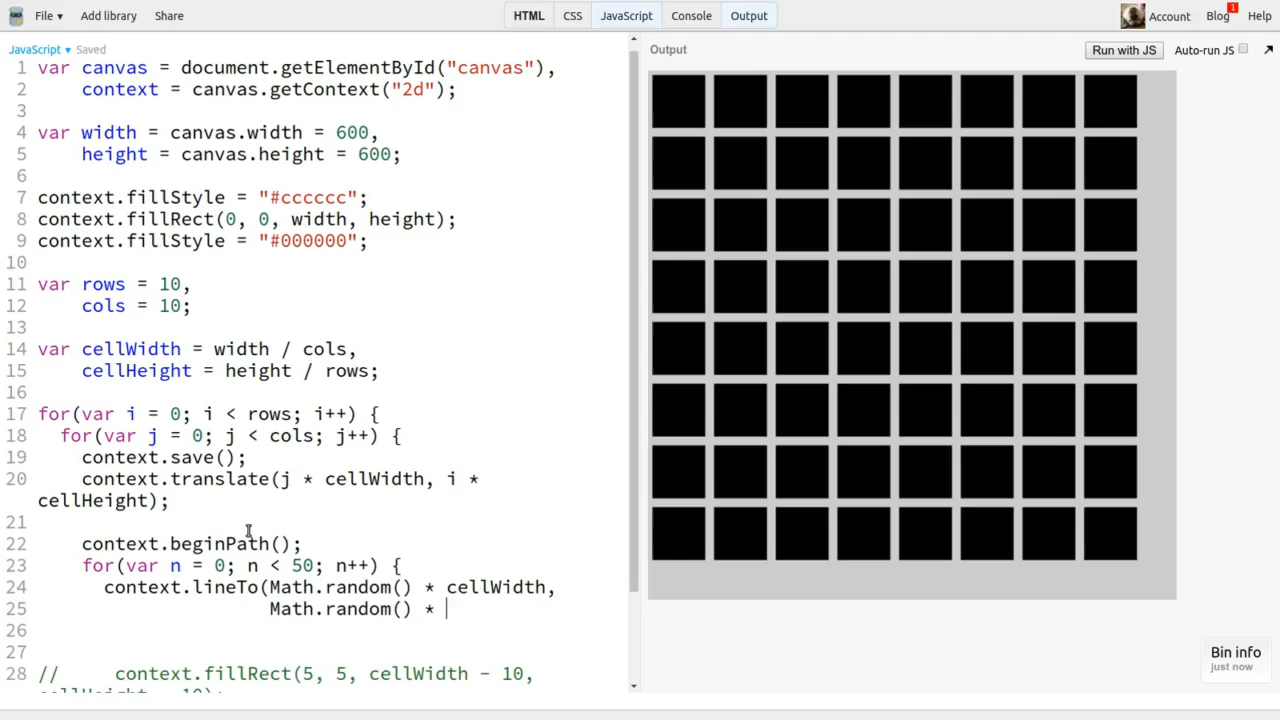 File ▾ Add library Share HTML CSS JavaScript Console Output Account Blog 1 Help
JavaScript ▾ Saved
Output Run with JS Auto-run JS
1 var canvas = document.getElementById("canvas"),
2 context = canvas.getContext("2d");
3
4 var width = canvas.width = 600,
5 height = canvas.height = 600;
6
7 context.fillStyle = "#cccccc";
8 context.fillRect(0, 0, width, height);
9 context.fillStyle = "#000000";
10
11 var rows = 10,
12 cols = 10;
13
14 var cellWidth = width / cols,
15 cellHeight = height / rows;
16
17 for(var i = 0; i < rows; i++) {
18 for(var j = 0; j < cols; j++) {
19 context.save();
20 context.translate(j * cellWidth, i *
cellHeight);
21
22 context.beginPath();
23 for(var n = 0; n < 50; n++) {
24 context.lineTo(Math.random() * cellWidth,
25 Math.random() *
26
27
28 // context.fillRect(5, 5, cellWidth - 10,
Bin info
just now